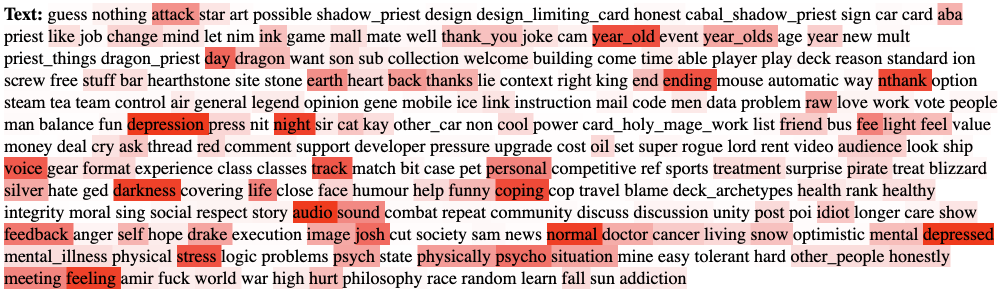 Text: guess nothing attack star art possible shadow_priest design design_limiting_card honest cabal_shadow_priest sign car card aba
priest like job change mind let nim ink game mall mate well thank_you joke cam year_old event year_olds age year new mult
priest_things dragon_priest day dragon want son sub collection welcome building come time able player play deck reason standard ion
screw free stuff bar hearthstone site stone earth heart back thanks lie context right king end ending mouse automatic way nthank option
steam tea team control air general legend opinion gene mobile ice link instruction mail code men data problem raw love work vote people
man balance fun depression press nit night sir cat kay other_car non cool power card_holy_mage_work list friend bus fee light feel value
money deal cry ask thread red comment support developer pressure upgrade cost oil set super rogue lord rent video audience look ship
voice gear format experience class classes track match bit case pet personal competitive ref sports treatment surprise pirate treat blizzard
silver hate ged darkness covering life close face humour help funny coping cop travel blame deck_archetypes health rank healthy
integrity moral sing social respect story audio sound combat repeat community discuss discussion unity post poi idiot longer care show
feedback anger self hope drake execution image josh cut society sam news normal doctor cancer living snow optimistic mental depressed
mental_illness physical stress logic problems psych state physically psycho situation mine easy tolerant hard other_people honestly
meeting feeling amir fuck world war high hurt philosophy race random learn fall sun addiction